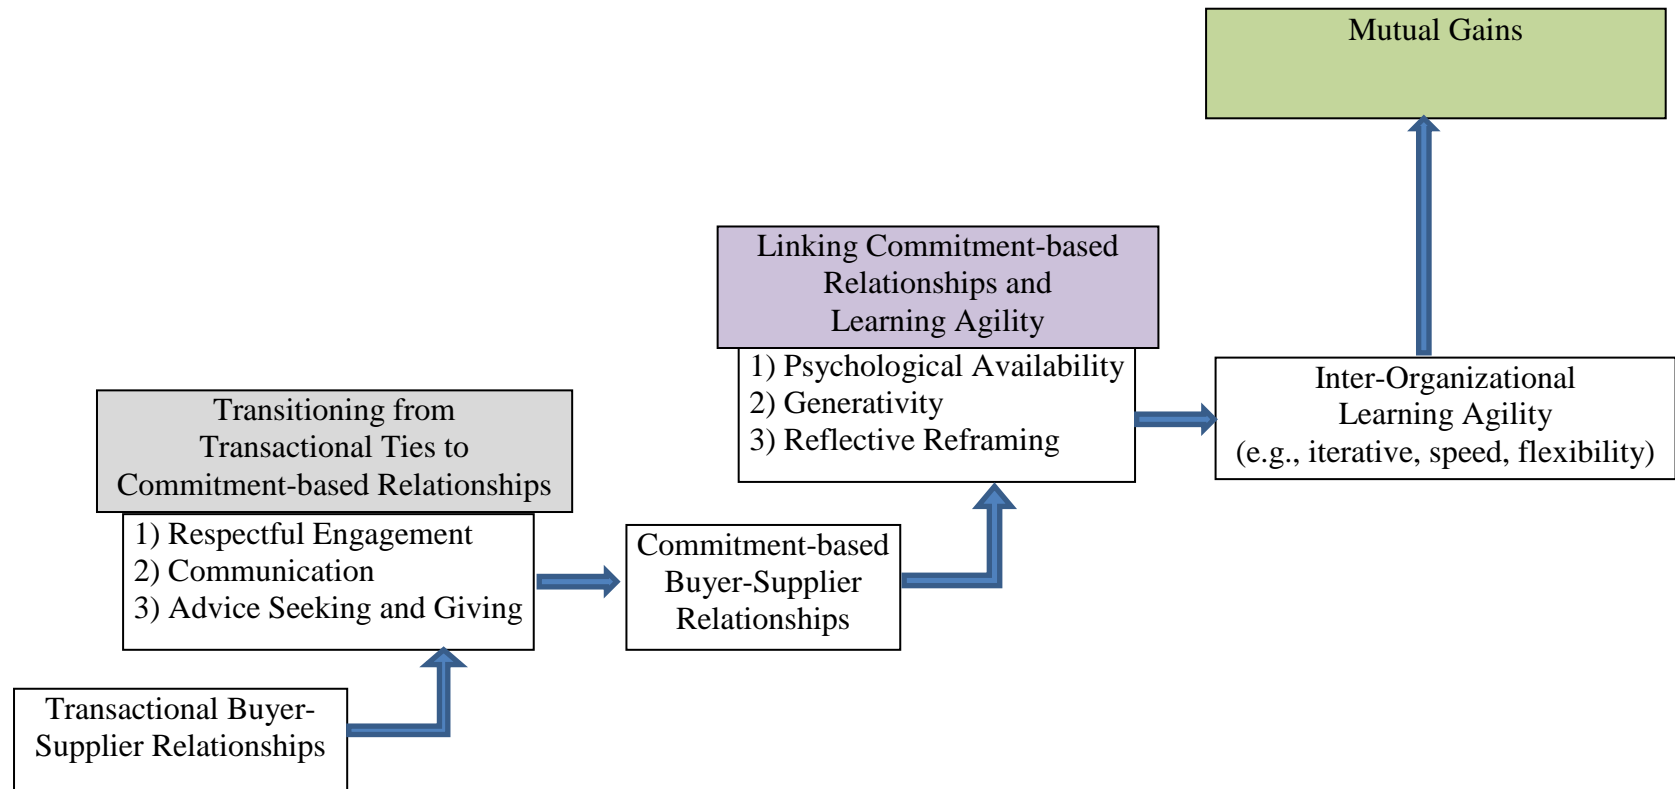 Mutual Gains
Linking Commitment-based
Relationships and
Learning Agility
1) Psychological Availability
2) Generativity
3) Reflective Reframing
Inter-Organizational
Learning Agility
(e.g., iterative, speed, flexibility)
Transitioning from
Transactional Ties to
Commitment-based Relationships
1) Respectful Engagement
2) Communication
3) Advice Seeking and Giving
Commitment-based
Buyer-Supplier
Relationships
Transactional Buyer-
Supplier Relationships